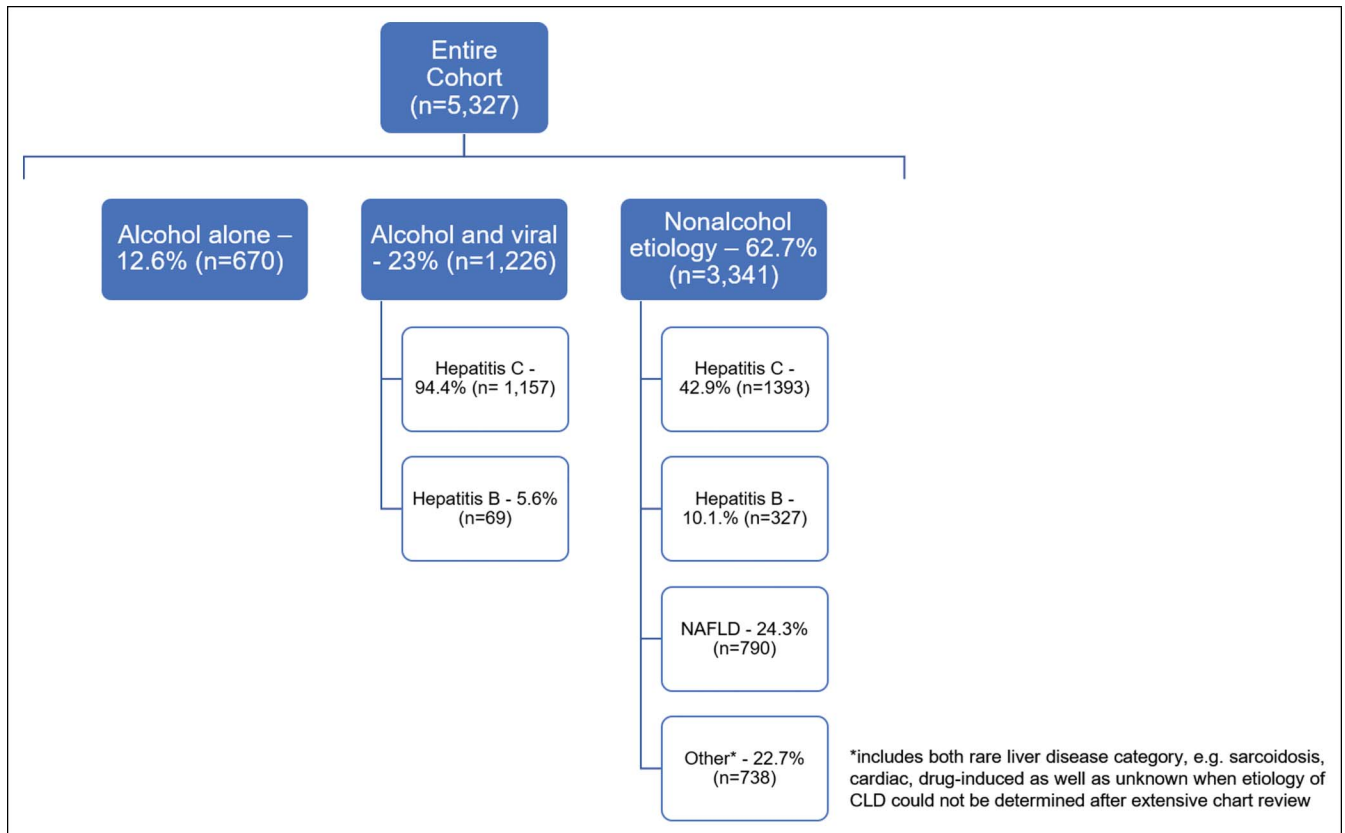 Entire
Cohort
(n=5,327)
Alcohol alone –
12.6% (n=670)
Alcohol and viral
- 23% (n=1,226)
Nonalcohol
etiology – 62.7%
(n=3,341)
Hepatitis C -
94.4% (n= 1,157)
Hepatitis B - 5.6%
(n=69)
Hepatitis C -
42.9% (n=1393)
Hepatitis B -
10.1.% (n=327)
NAFLD - 24.3%
(n=790)
Other* - 22.7%
(n=738)
*includes both rare liver disease category, e.g. sarcoidosis,
cardiac, drug-induced as well as unknown when etiology of
CLD could not be determined after extensive chart review